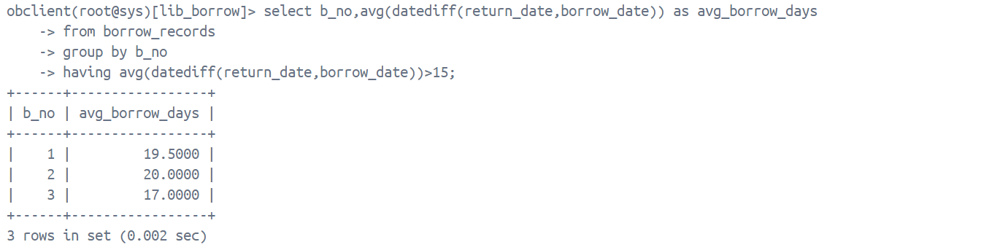 obclient(root@sys)[lib_borrow]> select b_no,avg(datediff(return_date,borrow_date)) as avg_borrow_days
    -> from borrow_records
    -> group by b_no
    -> having avg(datediff(return_date,borrow_date))>15;
+------+-----------------+
| b_no | avg_borrow_days |
+------+-----------------+
|    1 |         19.5000 |
|    2 |         20.0000 |
|    3 |         17.0000 |
+------+-----------------+
3 rows in set (0.002 sec)